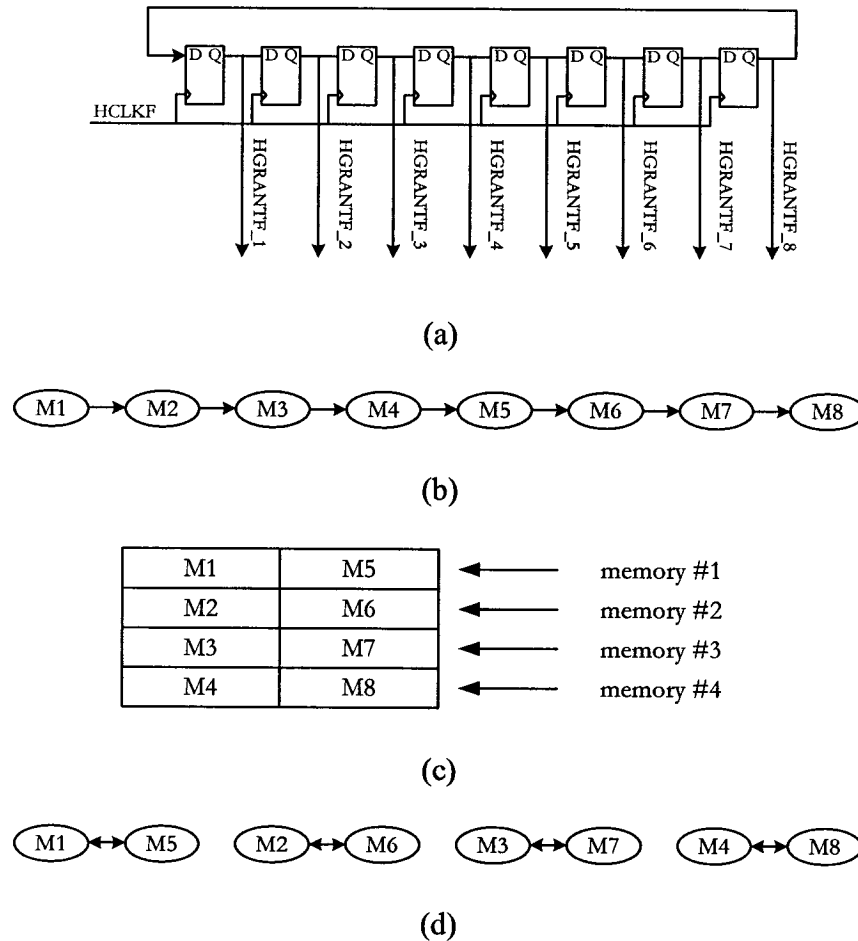 D Q D Q D Q D Q D Q D Q D Q D Q
HCLKF
HGRANTF_1
HGRANTF_2
HGRANTF_3
HGRANTF_4
HGRANTF_5
HGRANTF_6
HGRANTF_7
HGRANTF_8
(a)
M1 M2 M3 M4 M5 M6 M7 M8
(b)
M1 M5 memory #1
M2 M6 memory #2
M3 M7 memory #3
M4 M8 memory #4
(c)
M1 M5 M2 M6 M3 M7 M4 M8
(d)